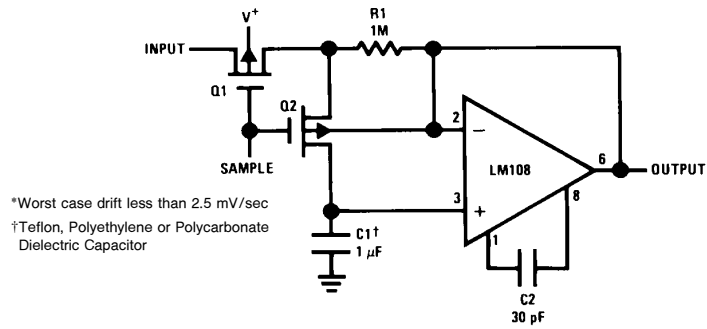 V+
R1
1M
INPUT
Q1
Q2
SAMPLE
2
−
LM108
6
OUTPUT
3
+
8
1
C1†
1 μF
C2
30 pF
*Worst case drift less than 2.5 mV/sec
†Teflon, Polyethylene or Polycarbonate
Dielectric Capacitor